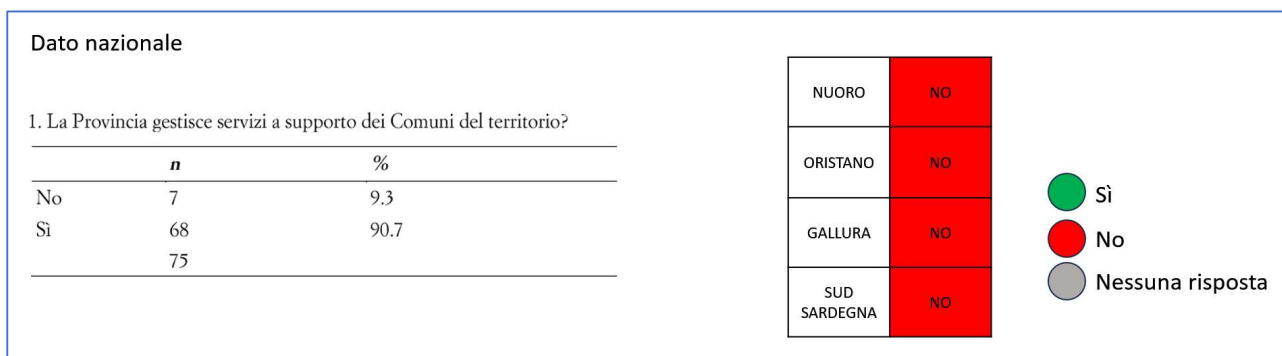 Dato nazionale
1. La Provincia gestisce servizi a supporto dei Comuni del territorio?
n %
No 7 9.3
Sì 68 90.7
75
NUORO NO
ORISTANO NO
GALLURA NO
SUD
SARDEGNA NO
Sì
No
Nessuna risposta